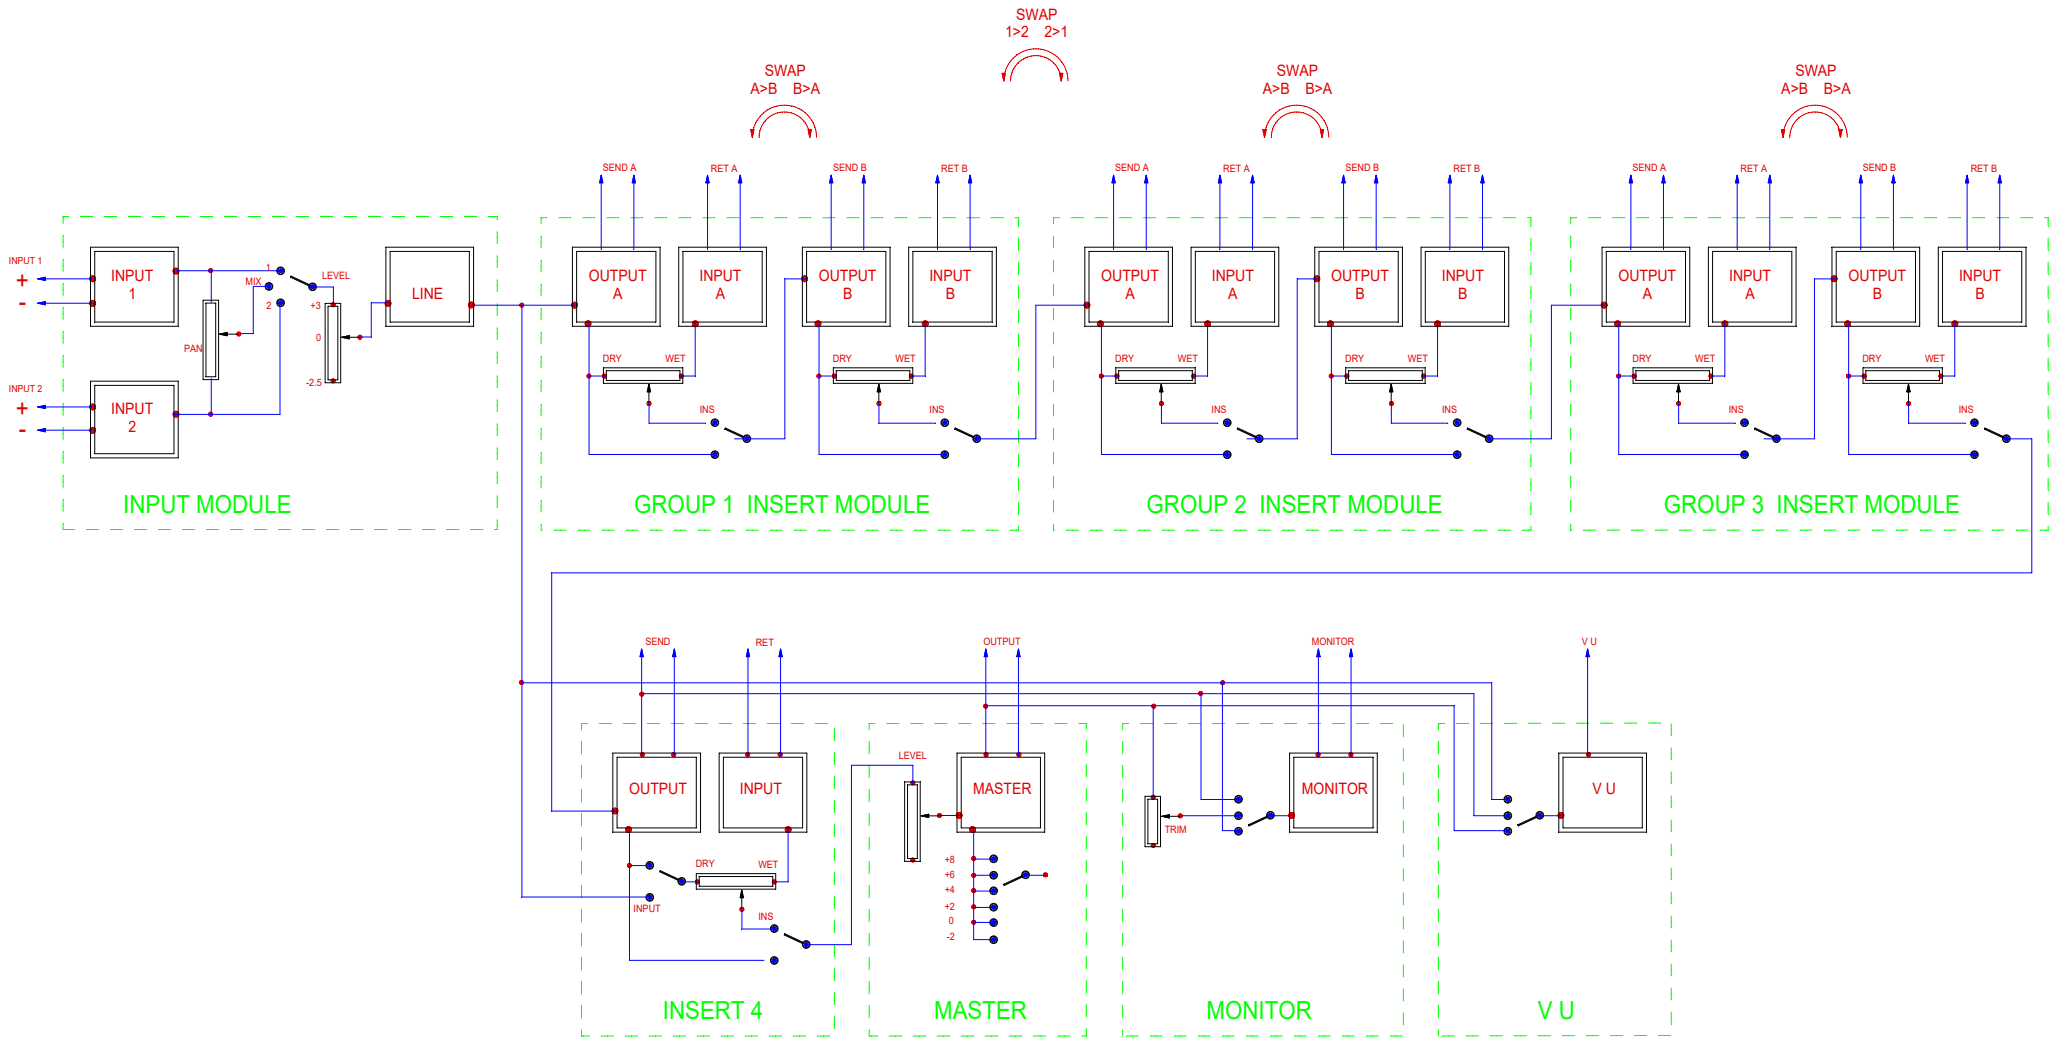 SWAP
1>2 2>1
SWAP
A>B B>A
SWAP
A>B B>A
SWAP
A>B B>A
SEND A
RET A
SEND B
RET B
SEND A
RET A
SEND B
RET B
SEND A
RET A
SEND B
RET B
INPUT 1
+
-
INPUT
1
INPUT 2
+
-
INPUT
2
PAN
1
MIX
2
LEVEL
+3
0
-2.5
LINE
INPUT MODULE
OUTPUT
A
INPUT
A
OUTPUT
B
INPUT
B
DRY
WET
DRY
WET
INS
INS
GROUP 1 INSERT MODULE
OUTPUT
A
INPUT
A
OUTPUT
B
INPUT
B
DRY
WET
DRY
WET
INS
INS
GROUP 2 INSERT MODULE
OUTPUT
A
INPUT
A
OUTPUT
B
INPUT
B
DRY
WET
DRY
WET
INS
INS
GROUP 3 INSERT MODULE
SEND
RET
OUTPUT
INPUT
DRY
WET
INPUT
INS
INSERT 4
OUTPUT
LEVEL
MASTER
+8
+6
+4
+2
0
-2
MASTER
MONITOR
TRIM
MONITOR
MONITOR
V U
V U
V U